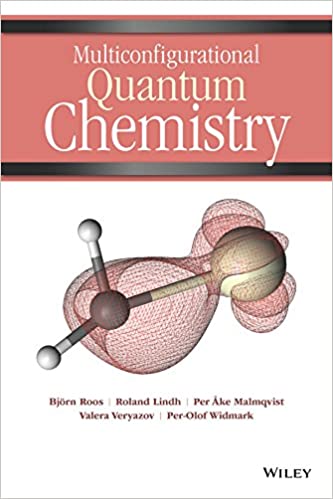 Multiconfigurational
Quantum
Chemistry
Björn Roos | Roland Lindh | Per Åke Malmqvist
Valera Veryazov | Per-Olof Widmark
WILEY